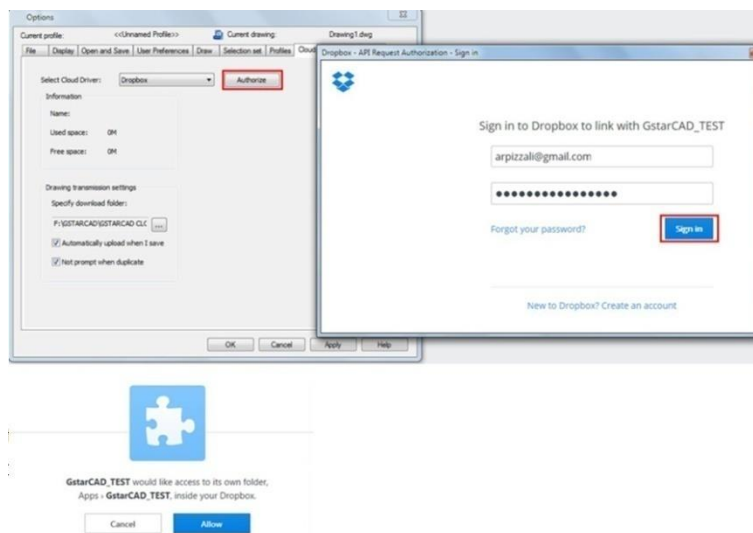 Options
Current profile: <<Unnamed Profile>> Current drawing: Drawing1.dwg
File Display Open and Save User Preferences Draw Selection set Profiles Cloud
Select Cloud Driver: Dropbox Authorize
Information
Name:
Used space: 0M
Free space: 0M
Drawing transmission settings
Specify download folder:
F:\GSTARCAD\GSTARCAD CLC ...
Automatically upload when I save
Not prompt when duplicate
OK Cancel Apply Help
Dropbox - API Request Authorization - Sign in
Sign in to Dropbox to link with GstarCAD_TEST
arpizzali@gmail.com
Forgot your password? Sign in
New to Dropbox? Create an account
GstarCAD_TEST would like access to its own folder,
Apps › GstarCAD_TEST, inside your Dropbox.
Cancel Allow